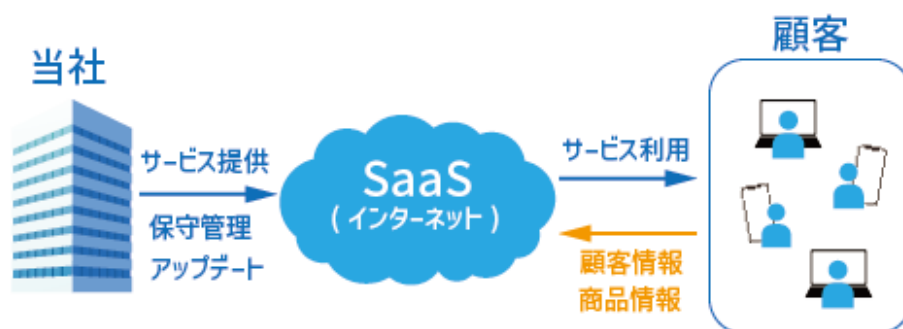 当社
サービス提供
保守管理
アップデート
SaaS
(インターネット)
サービス利用
顧客情報
商品情報
顧客